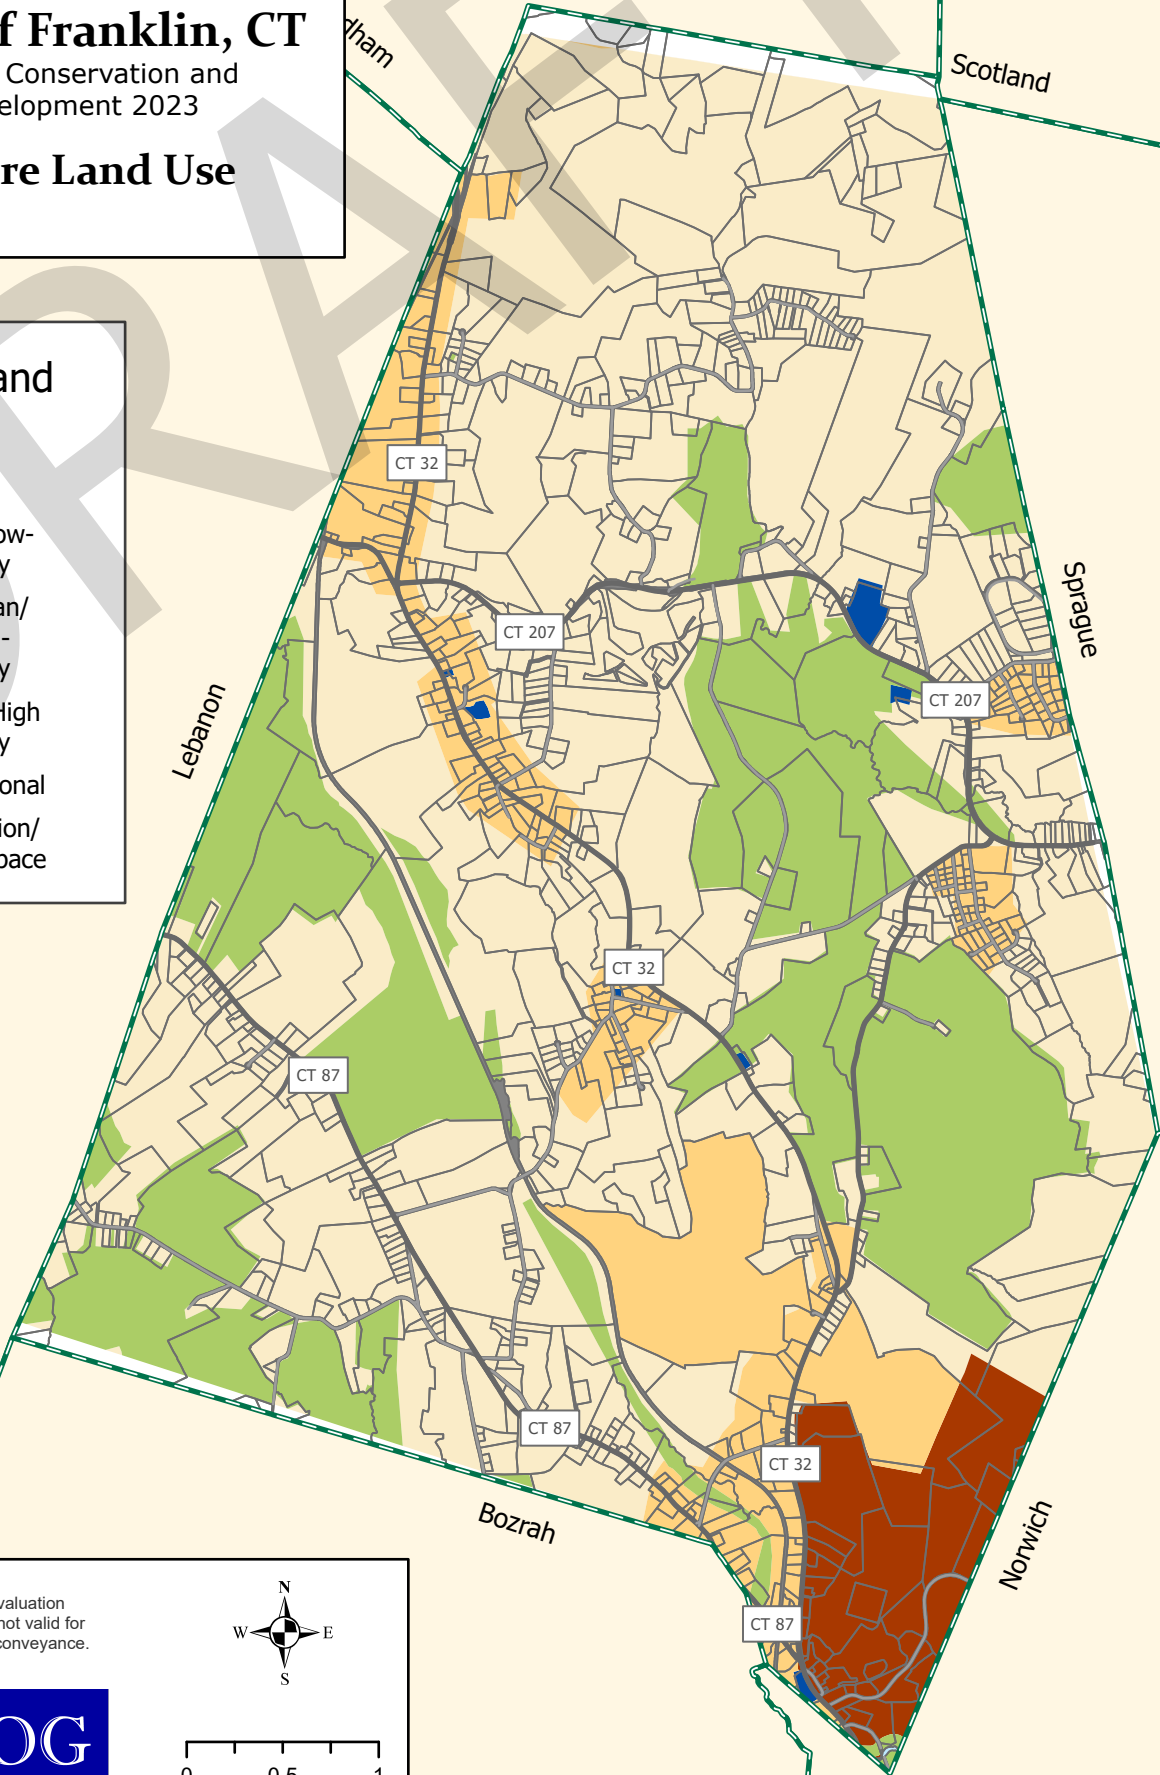 f Franklin, CT
Conservation and
elopment 2023
re Land Use
dham
Scotland
and
ow-
y
an/
-
y
High
y
onal
ion/
pace
CT 32
CT 207
CT 207
Sprague
Lebanon
CT 32
CT 87
CT 87
CT 32
Bozrah
Norwich
CT 87
valuation
not valid for
conveyance.
N
W E
S
OG
0 0.5 1
DRAFT